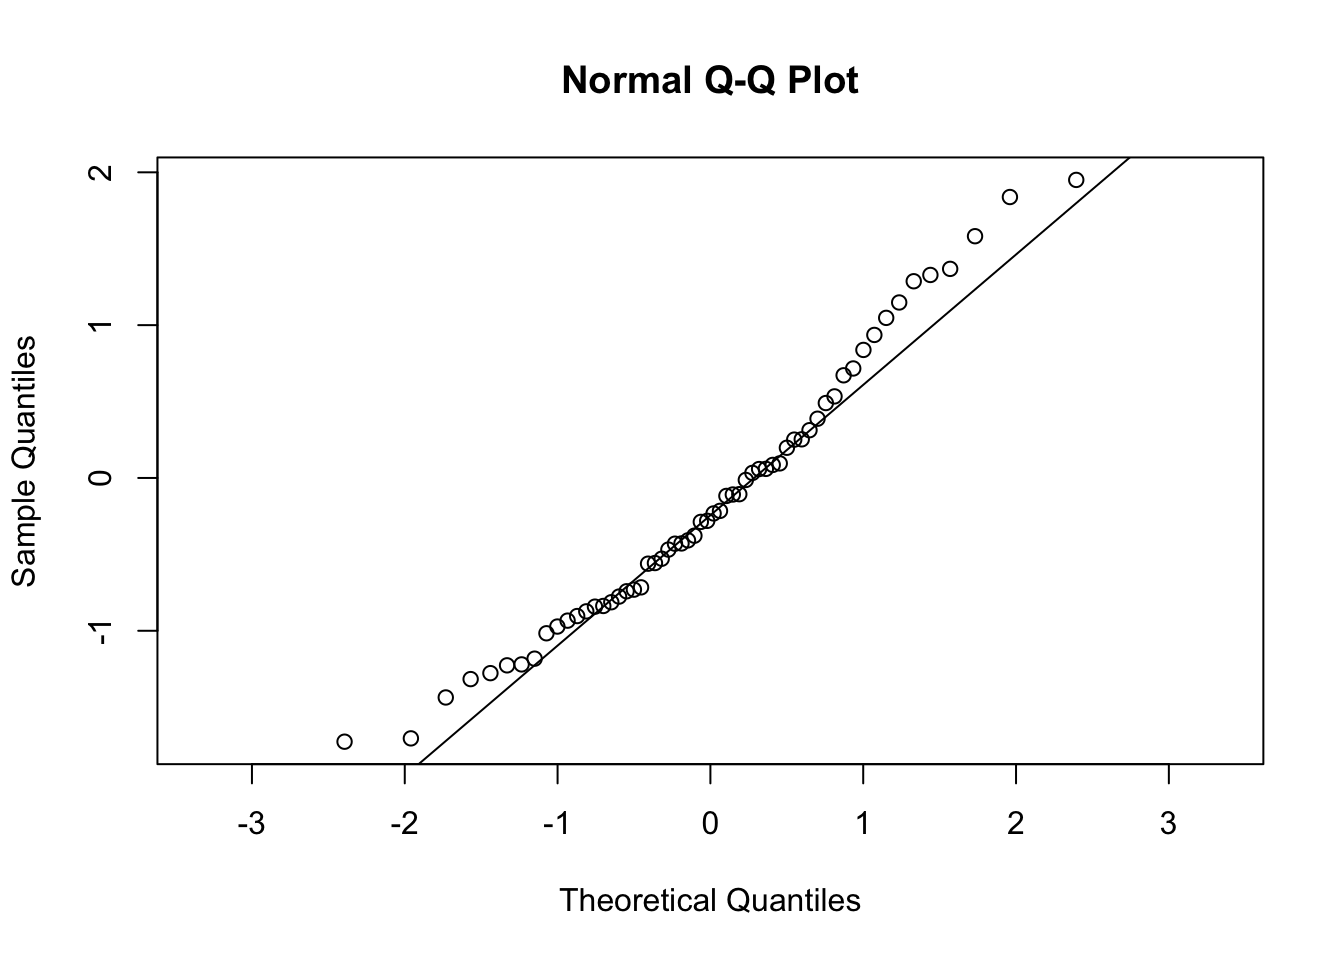 Normal Q-Q Plot
2
1
0
-1
Sample Quantiles
-3 -2 -1 0 1 2 3
Theoretical Quantiles